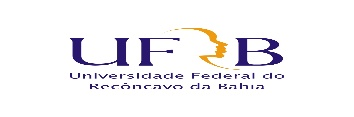 UFRB
Universidade Federal do
Recôncavo da Bahia